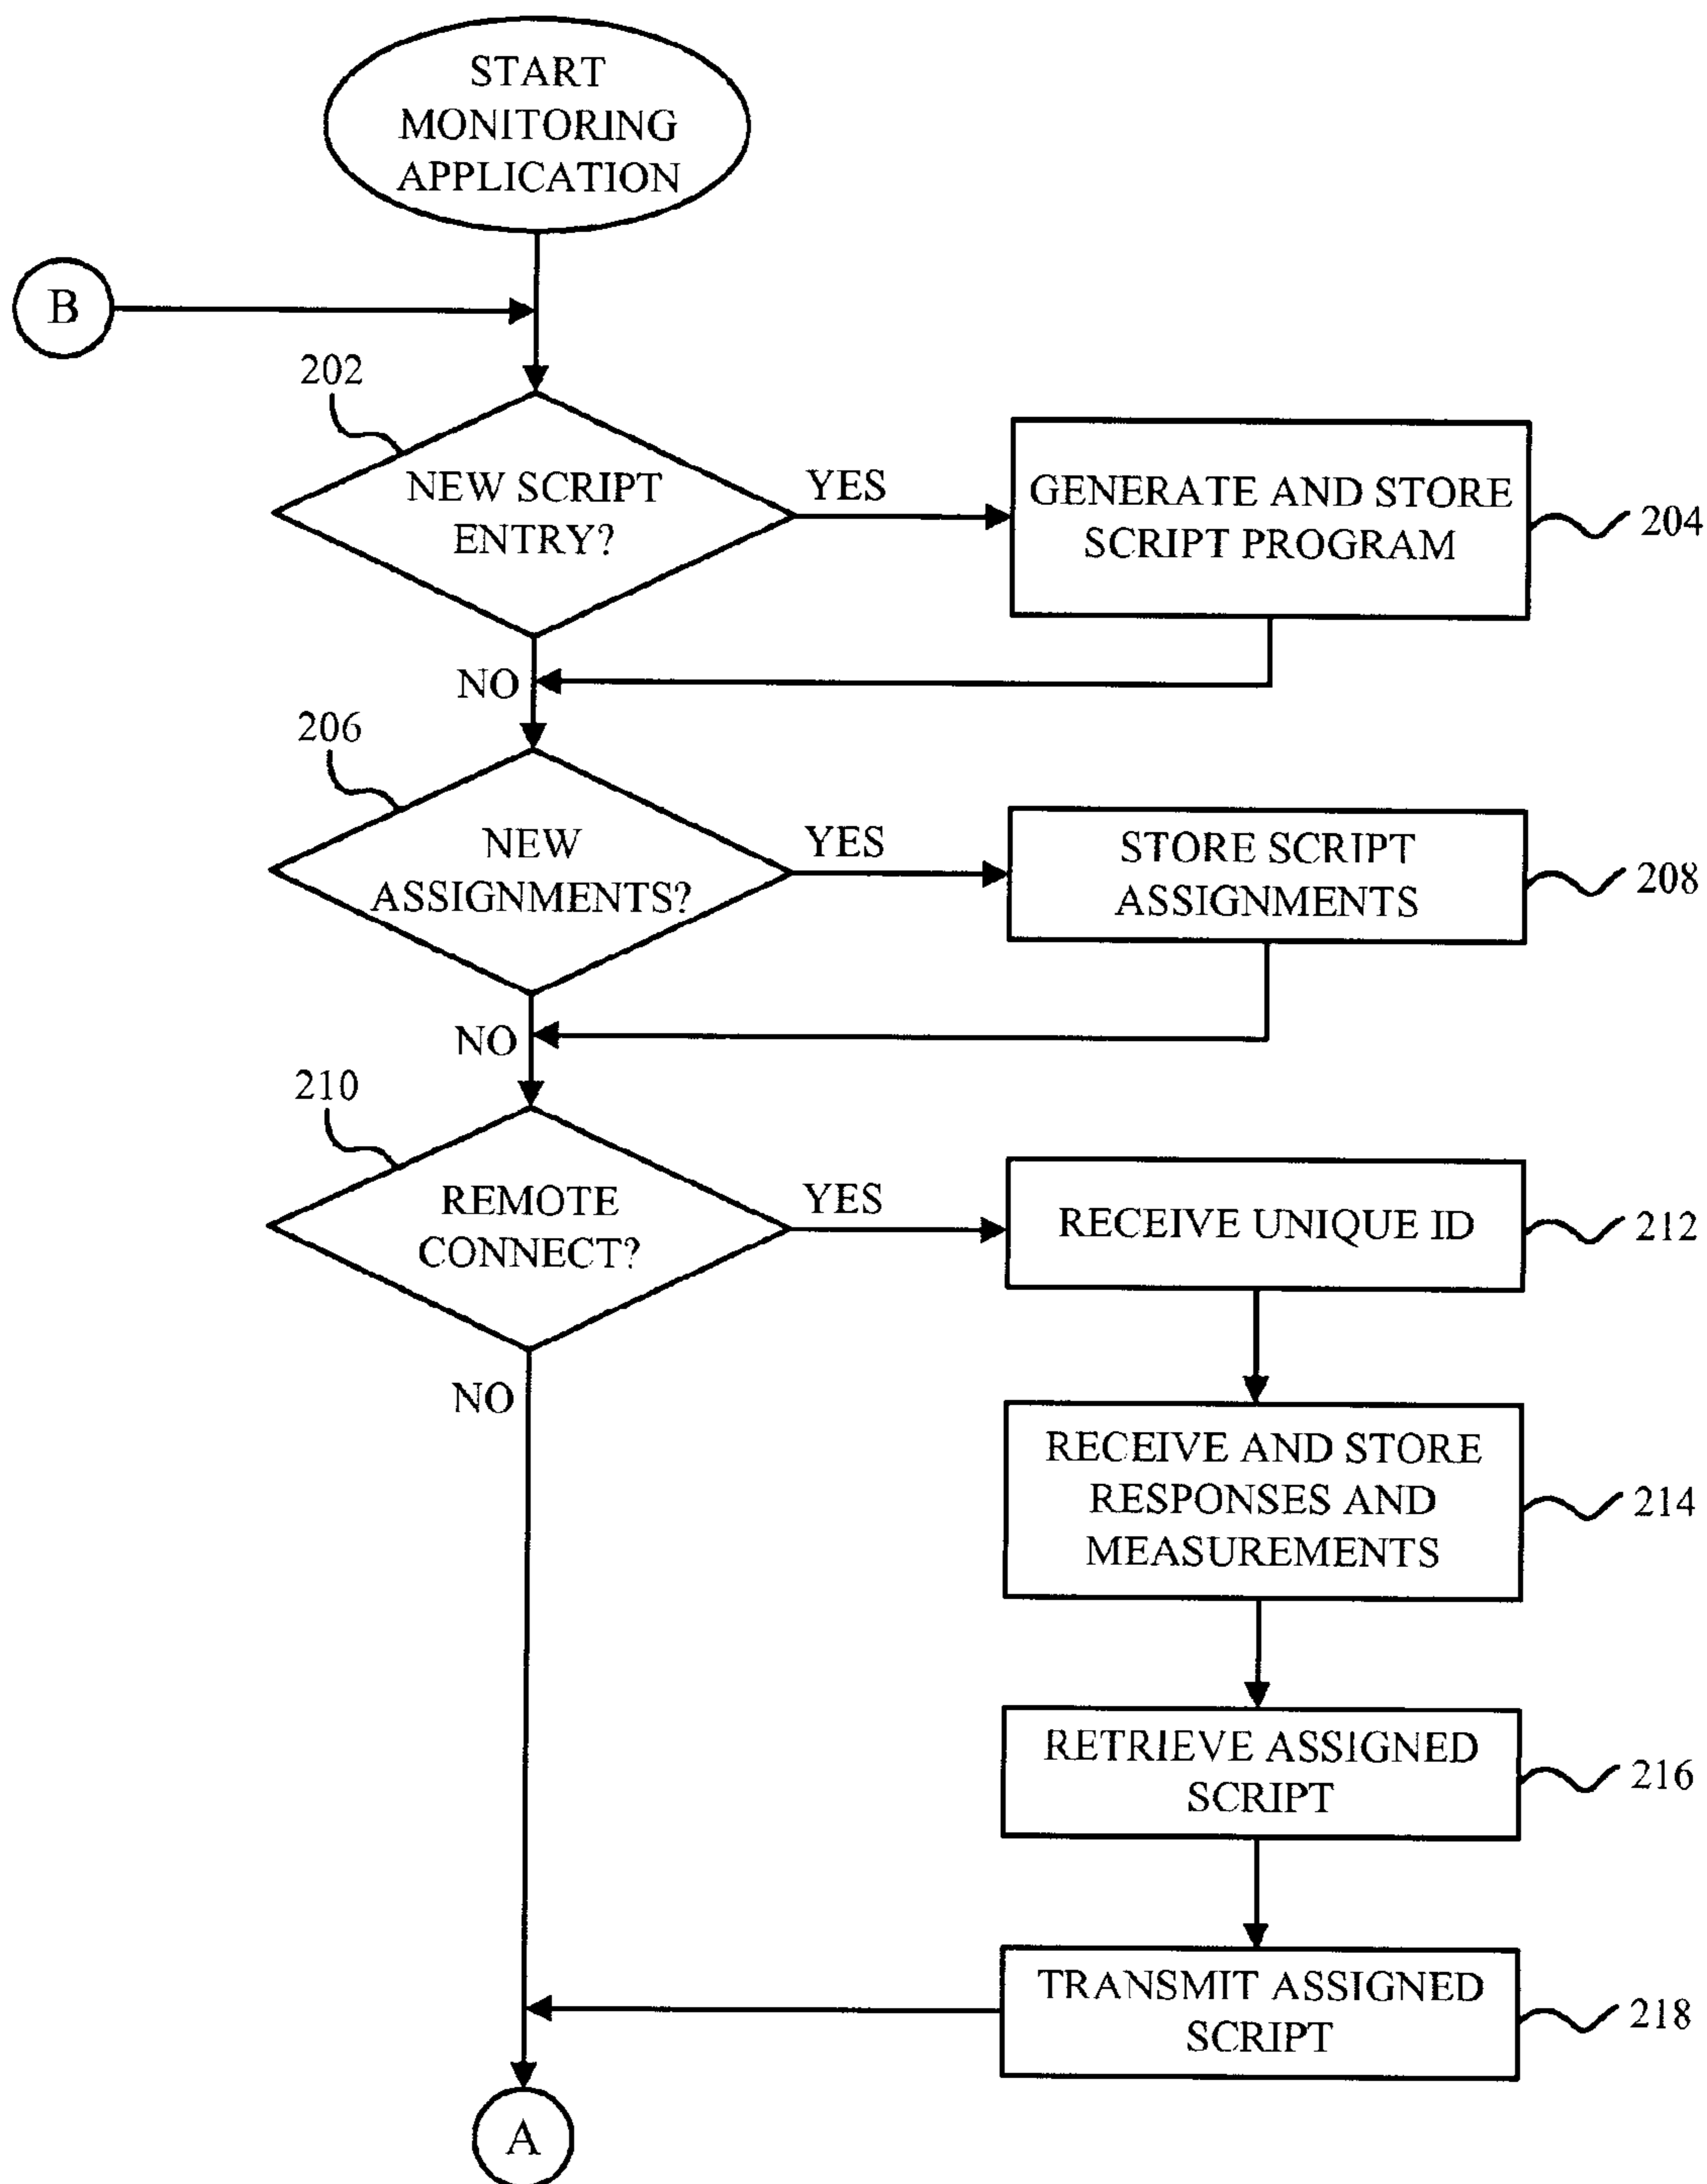 START
MONITORING
APPLICATION
B
202
NEW SCRIPT
ENTRY?
YES
GENERATE AND STORE
SCRIPT PROGRAM
204
NO
206
NEW
ASSIGNMENTS?
YES
STORE SCRIPT
ASSIGNMENTS
208
NO
210
REMOTE
CONNECT?
YES
RECEIVE UNIQUE ID
212
NO
RECEIVE AND STORE
RESPONSES AND
MEASUREMENTS
214
RETRIEVE ASSIGNED
SCRIPT
216
TRANSMIT ASSIGNED
SCRIPT
218
A